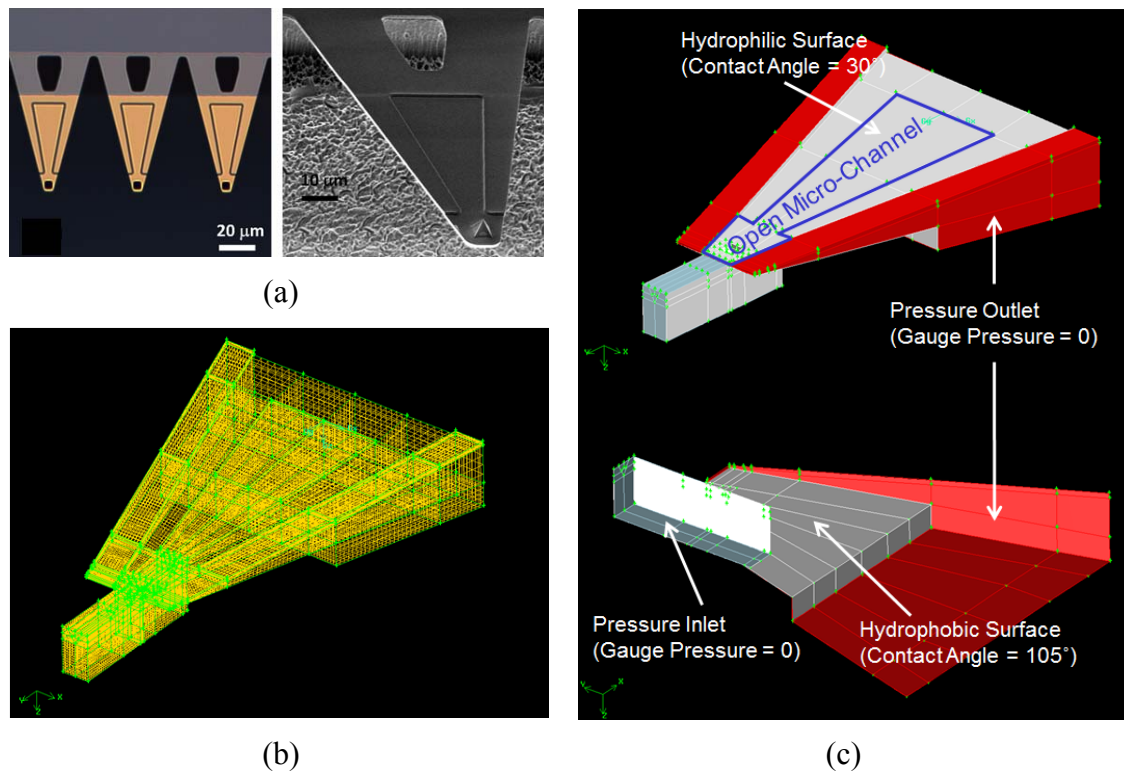 20 μm
10 μm
(a)
(b)
Hydrophilic Surface
(Contact Angle = 30˚)
Open Micro-Channel
Pressure Outlet
(Gauge Pressure = 0)
Pressure Inlet
(Gauge Pressure = 0)
Hydrophobic Surface
(Contact Angle = 105˚)
(c)